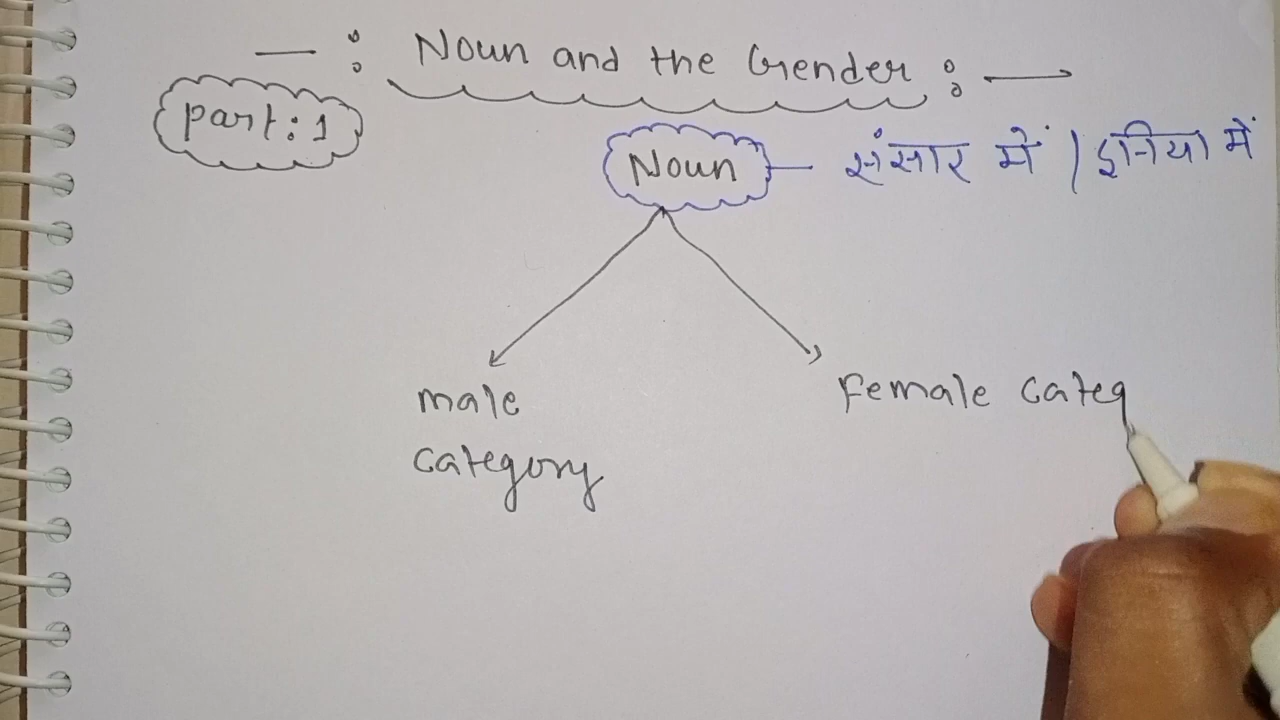 — : Noun and the Gender : →
Part : 1
Noun — संसार में / दुनिया में
male
category
Female categ